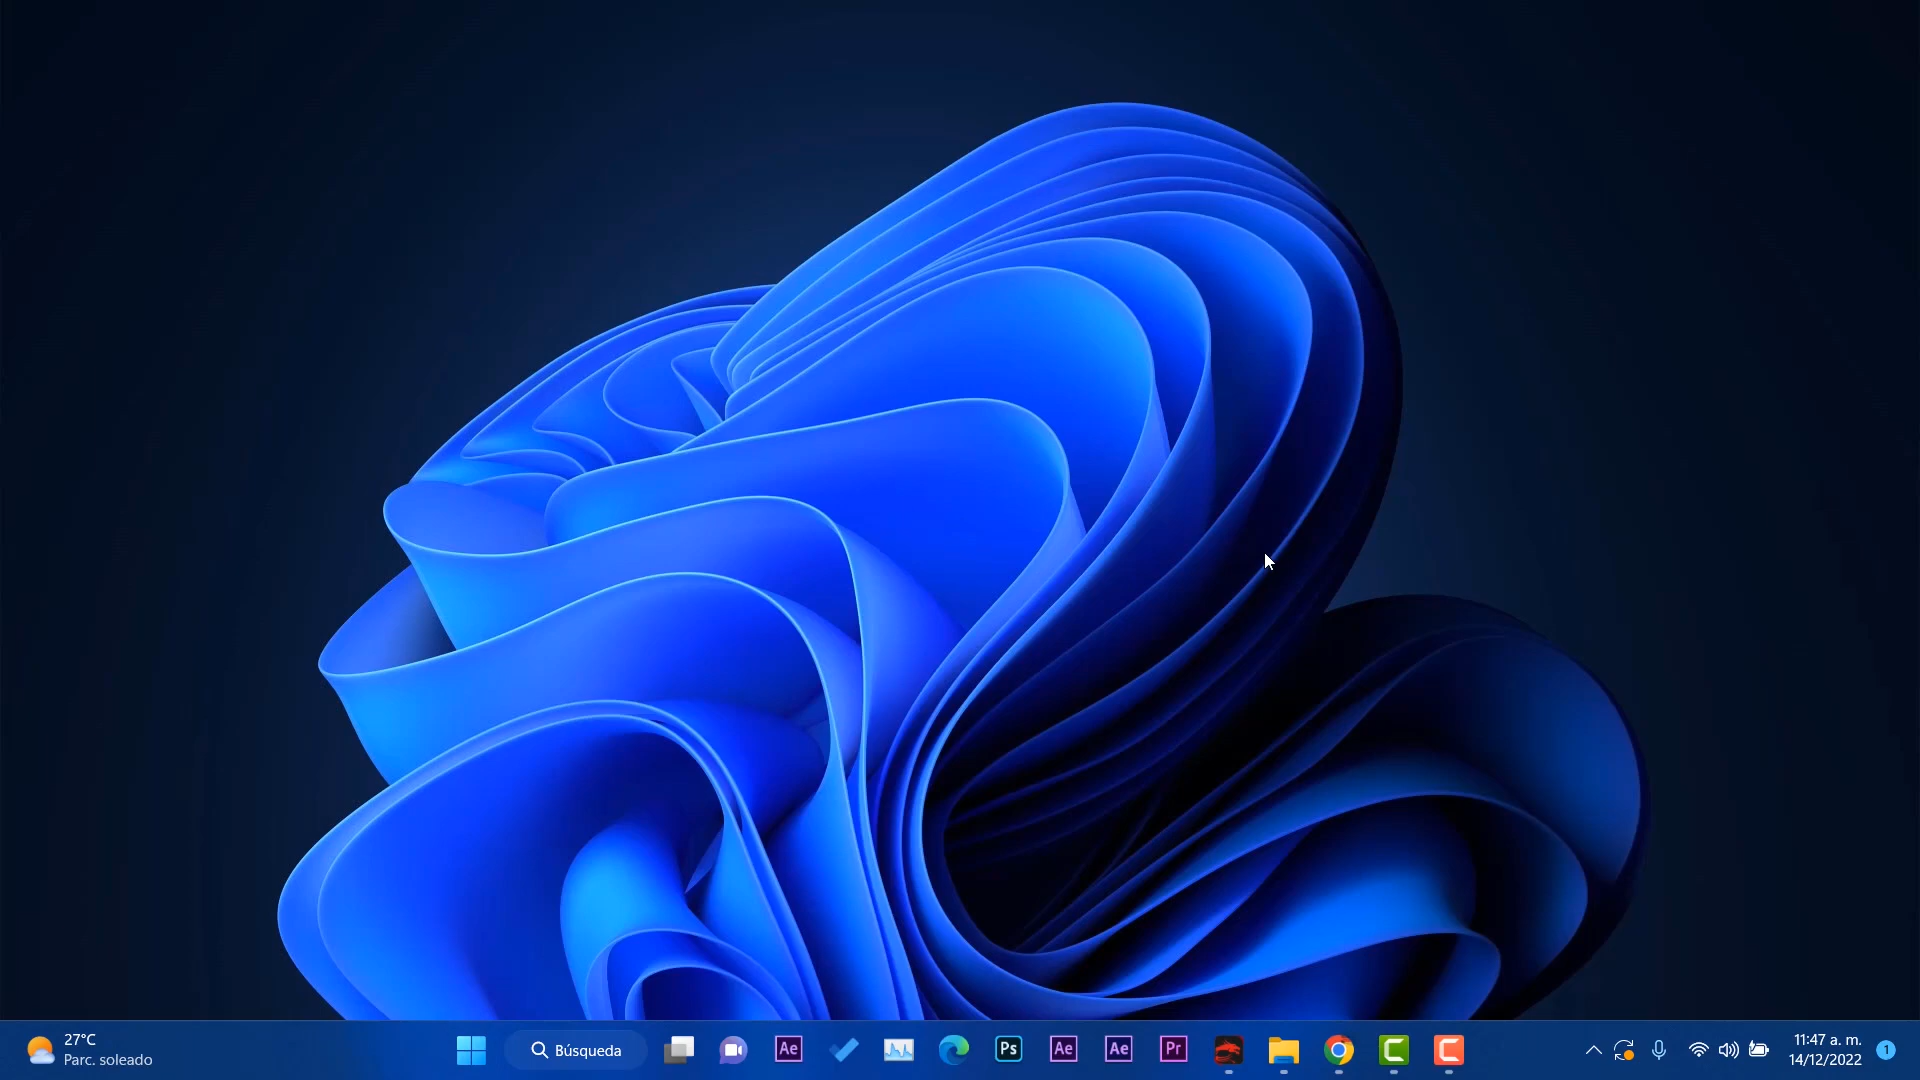 27°C
Parc. soleado
Búsqueda
Ae
Ps
Ae
Ae
Pr
11:47 a. m.
14/12/2022
1